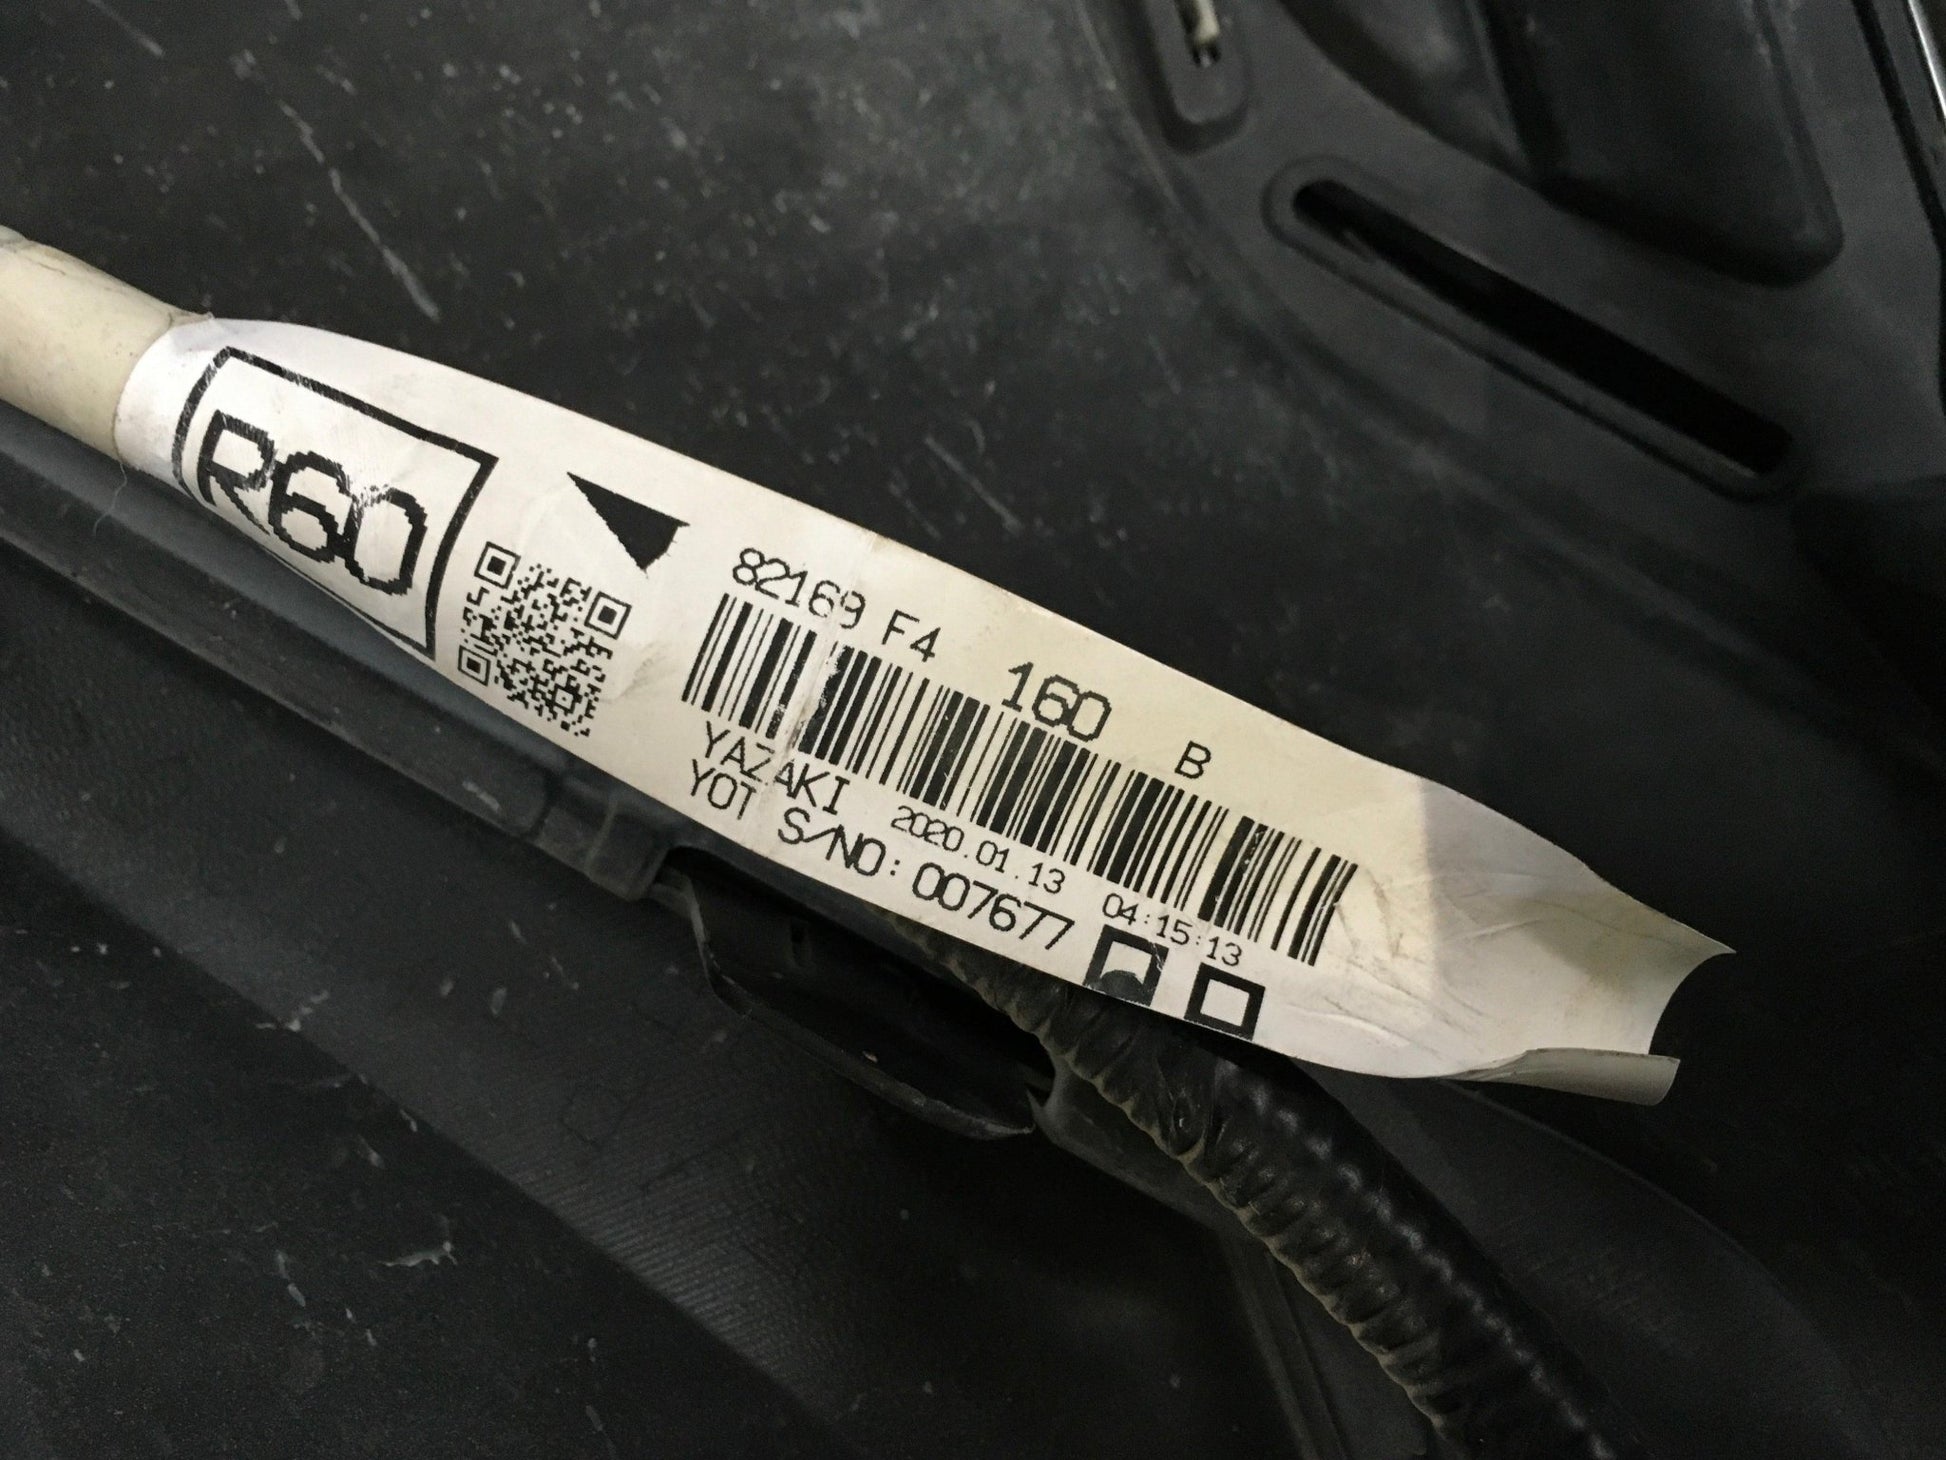 R60
82169 F4 160 B
YAZAKI 2020.01.13 04:15:13
YOT S/NO: 007677